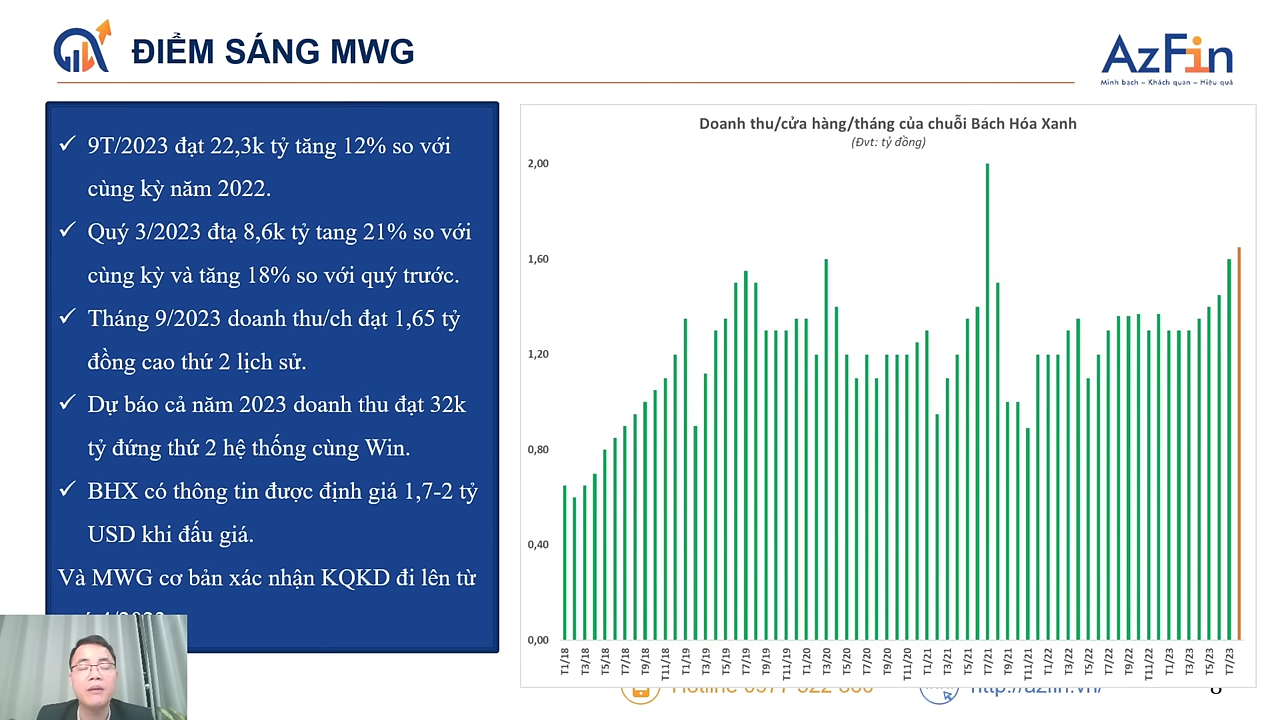 ĐIỂM SÁNG MWG
AzFin
Minh bạch – Khách quan – Hiệu quả
✓ 9T/2023 đạt 22,3k tỷ tăng 12% so với
cùng kỳ năm 2022.
✓ Quý 3/2023 đtạ 8,6k tỷ tang 21% so với
cùng kỳ và tăng 18% so với quý trước.
✓ Tháng 9/2023 doanh thu/ch đạt 1,65 tỷ
đồng cao thứ 2 lịch sử.
✓ Dự báo cả năm 2023 doanh thu đạt 32k
tỷ đứng thứ 2 hệ thống cùng Win.
✓ BHX có thông tin được định giá 1,7-2 tỷ
USD khi đấu giá.
Và MWG cơ bản xác nhận KQKD đi lên từ
Doanh thu/cửa hàng/tháng của chuỗi Bách Hóa Xanh
(Đvt: tỷ đồng)
2,00
1,60
1,20
0,80
0,40
0,00
T1/18 T3/18 T5/18 T7/18 T9/18 T11/18 T1/19 T3/19 T5/19 T7/19 T9/19 T11/19 T1/20 T3/20 T5/20 T7/20 T9/20 T11/20 T1/21 T3/21 T5/21 T7/21 T9/21 T11/21 T1/22 T3/22 T5/22 T7/22 T9/22 T11/22 T1/23 T3/23 T5/23 T7/23
Hotline 0977 http://azfin.vn/ 8